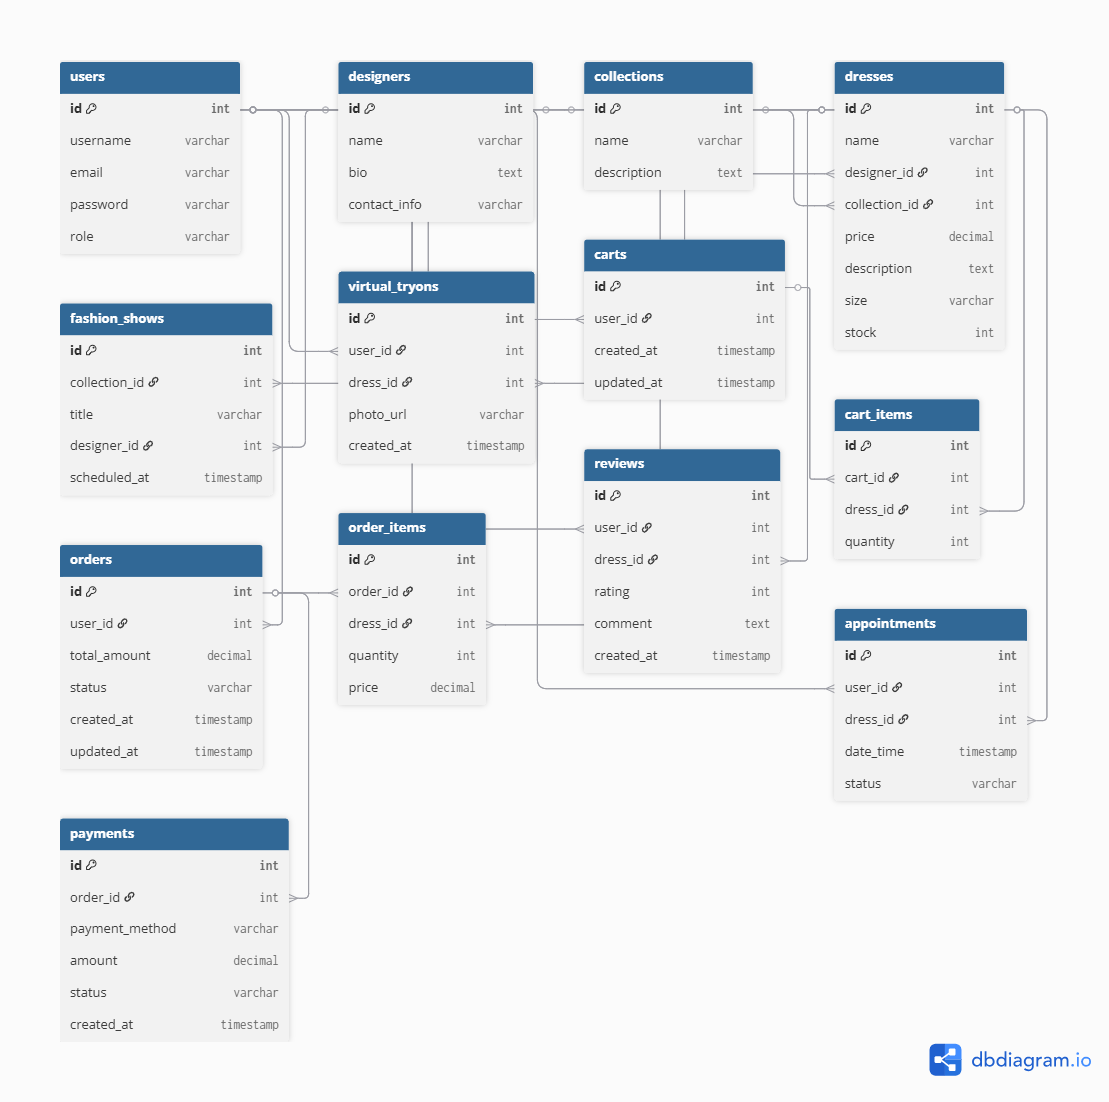 users
id int
username varchar
email varchar
password varchar
role varchar
designers
id int
name varchar
bio text
contact_info varchar
collections
id int
name varchar
description text
dresses
id int
name varchar
designer_id int
collection_id int
price decimal
description text
size varchar
stock int
fashion_shows
id int
collection_id int
title varchar
designer_id int
scheduled_at timestamp
virtual_tryons
id int
user_id int
dress_id int
photo_url varchar
created_at timestamp
carts
id int
user_id int
created_at timestamp
updated_at timestamp
cart_items
id int
cart_id int
dress_id int
quantity int
orders
id int
user_id int
total_amount decimal
status varchar
created_at timestamp
updated_at timestamp
order_items
id int
order_id int
dress_id int
quantity int
price decimal
reviews
id int
user_id int
dress_id int
rating int
comment text
created_at timestamp
appointments
id int
user_id int
dress_id int
date_time timestamp
status varchar
payments
id int
order_id int
payment_method varchar
amount decimal
status varchar
created_at timestamp
dbdiagram.io